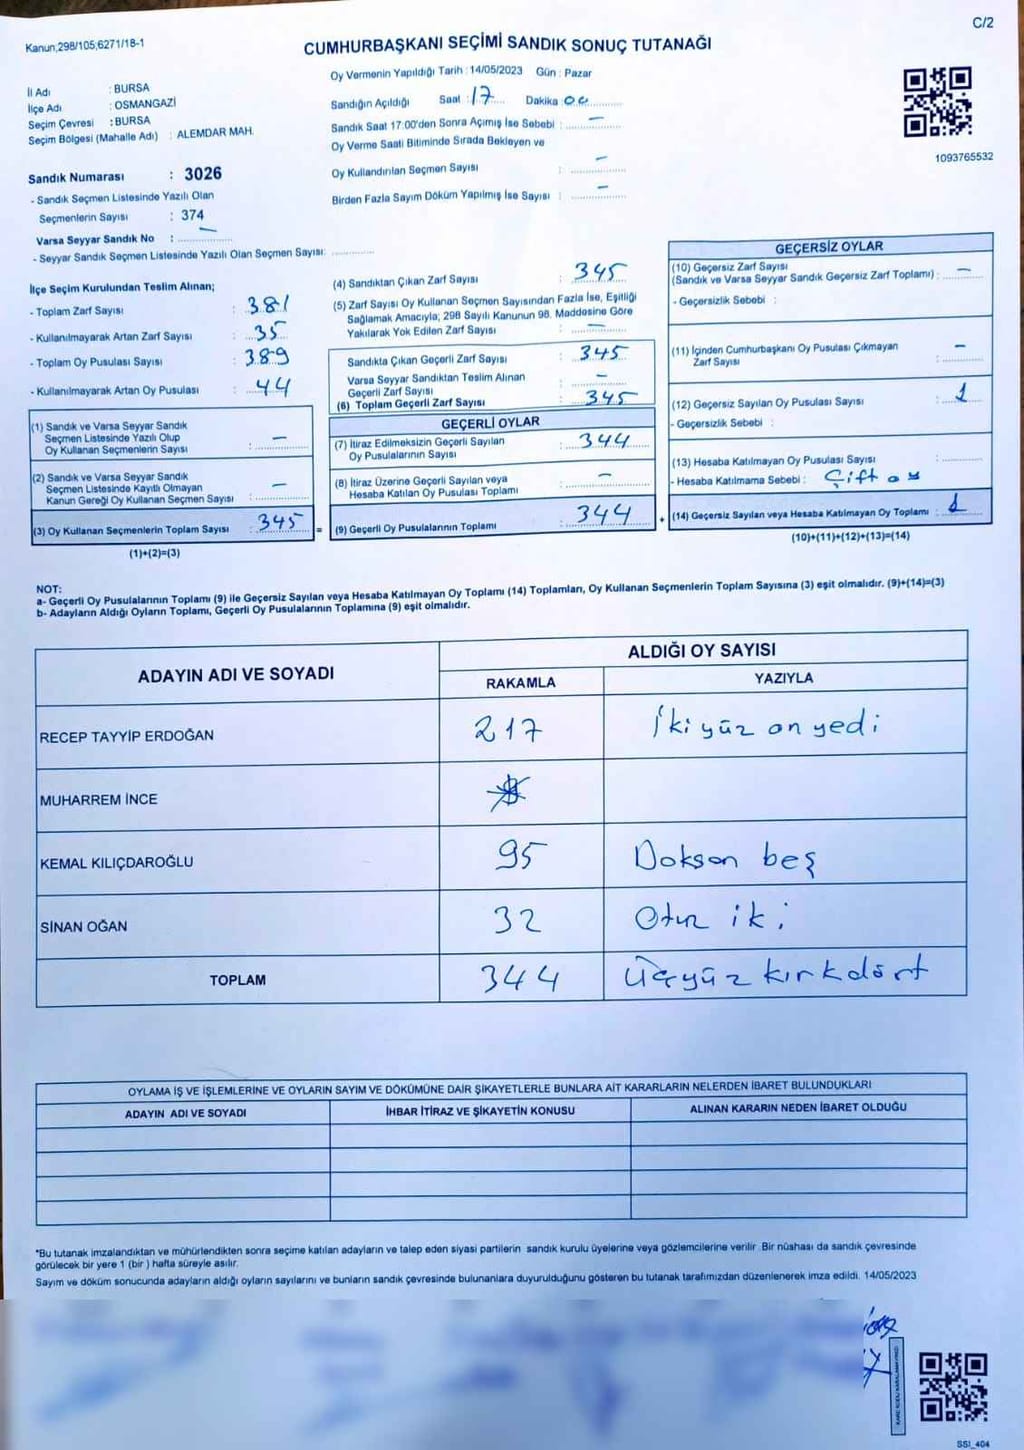 C/2
Kanun;298/105;6271/18-1
CUMHURBAŞKANI SEÇİMİ SANDIK SONUÇ TUTANAĞI
Oy Vermenin Yapıldığı Tarih : 14/05/2023 Gün : Pazar
İl Adı : BURSA
İlçe Adı : OSMANGAZİ
Seçim Çevresi : BURSA
Seçim Bölgesi (Mahalle Adı) : ALEMDAR MAH.
Sandığın Açıldığı Saat : 17 Dakika 00
Sandık Saat 17:00'den Sonra Açımış İse Sebebi : —
Oy Verme Saati Bitiminde Sırada Bekleyen ve
Oy Kullandırılan Seçmen Sayısı : —
Birden Fazla Sayım Döküm Yapılmış İse Sayısı : —
1093765532
Sandık Numarası : 3026
- Sandık Seçmen Listesinde Yazılı Olan
Seçmenlerin Sayısı : 374
Varsa Seyyar Sandık No : —
- Seyyar Sandık Seçmen Listesinde Yazılı Olan Seçmen Sayısı:
İlçe Seçim Kurulundan Teslim Alınan;
- Toplam Zarf Sayısı : 381
- Kullanılmayarak Artan Zarf Sayısı : 35
- Toplam Oy Pusulası Sayısı : 389
- Kullanılmayarak Artan Oy Pusulası : 44
(1) Sandık ve Varsa Seyyar Sandık
Seçmen Listesinde Yazılı Olup
Oy Kullanan Seçmenlerin Sayısı : —
(2) Sandık ve Varsa Seyyar Sandık
Seçmen Listesinde Kayıtlı Olmayan
Kanun Gereği Oy Kullanan Seçmen Sayısı : —
(3) Oy Kullanan Seçmenlerin Toplam Sayısı : 345 =
(1)+(2)=(3)
(4) Sandıktan Çıkan Zarf Sayısı : 345
(5) Zarf Sayısı Oy Kullanan Seçmen Sayısından Fazla İse, Eşitliği
Sağlamak Amacıyla; 298 Sayılı Kanunun 98. Maddesine Göre
Yakılarak Yok Edilen Zarf Sayısı : —
Sandıkta Çıkan Geçerli Zarf Sayısı : 345
Varsa Seyyar Sandıktan Teslim Alınan
Geçerli Zarf Sayısı : —
(6) Toplam Geçerli Zarf Sayısı : 345
GEÇERLİ OYLAR
(7) İtiraz Edilmeksizin Geçerli Sayılan
Oy Pusulalarının Sayısı : 344
(8) İtiraz Üzerine Geçerli Sayılan veya
Hesaba Katılan Oy Pusulası Toplamı : —
(9) Geçerli Oy Pusulalarının Toplamı : 344 +
GEÇERSİZ OYLAR
(10) Geçersiz Zarf Sayısı
(Sandık ve Varsa Seyyar Sandık Geçersiz Zarf Toplamı) : —
- Geçersizlik Sebebi :
(11) İçinden Cumhurbaşkanı Oy Pusulası Çıkmayan
Zarf Sayısı : —
(12) Geçersiz Sayılan Oy Pusulası Sayısı : 1
- Geçersizlik Sebebi :
(13) Hesaba Katılmayan Oy Pusulası Sayısı :
- Hesaba Katılmama Sebebi : Çift oy
(14) Geçersiz Sayılan veya Hesaba Katılmayan Oy Toplamı : 1
(10)+(11)+(12)+(13)=(14)
NOT:
a- Geçerli Oy Pusulalarının Toplamı (9) ile Geçersiz Sayılan veya Hesaba Katılmayan Oy Toplamı (14) Toplamları, Oy Kullanan Seçmenlerin Toplam Sayısına (3) eşit olmalıdır. (9)+(14)=(3)
b- Adayların Aldığı Oyların Toplamı, Geçerli Oy Pusulalarının Toplamına (9) eşit olmalıdır.
ADAYIN ADI VE SOYADI
ALDIĞI OY SAYISI
RAKAMLA YAZIYLA
RECEP TAYYİP ERDOĞAN 217 İki yüz on yedi
MUHARREM İNCE
KEMAL KILIÇDAROĞLU 95 Doksan beş
SİNAN OĞAN 32 Otuz iki
TOPLAM 344 Üçyüz kırkdört
OYLAMA İŞ VE İŞLEMLERİNE VE OYLARIN SAYIM VE DÖKÜMÜNE DAİR ŞİKAYETLERLE BUNLARA AİT KARARLARIN NELERDEN İBARET BULUNDUKLARI
ADAYIN ADI VE SOYADI İHBAR İTİRAZ VE ŞİKAYETİN KONUSU ALINAN KARARIN NEDEN İBARET OLDUĞU
*Bu tutanak imzalandıktan ve mühürlendikten sonra seçime katılan adayların ve talep eden siyasi partilerin sandık kurulu üyelerine veya gözlemcilerine verilir. Bir nüshası da sandık çevresinde
görülecek bir yere 1 (bir ) hafta süreyle asılır.
Sayım ve döküm sonucunda adayların aldığı oyların sayılarını ve bunların sandık çevresinde bulunanlara duyurulduğunu gösteren bu tutanak tarafımızdan düzenlenerek imza edildi. 14/05/2023
SSI_404